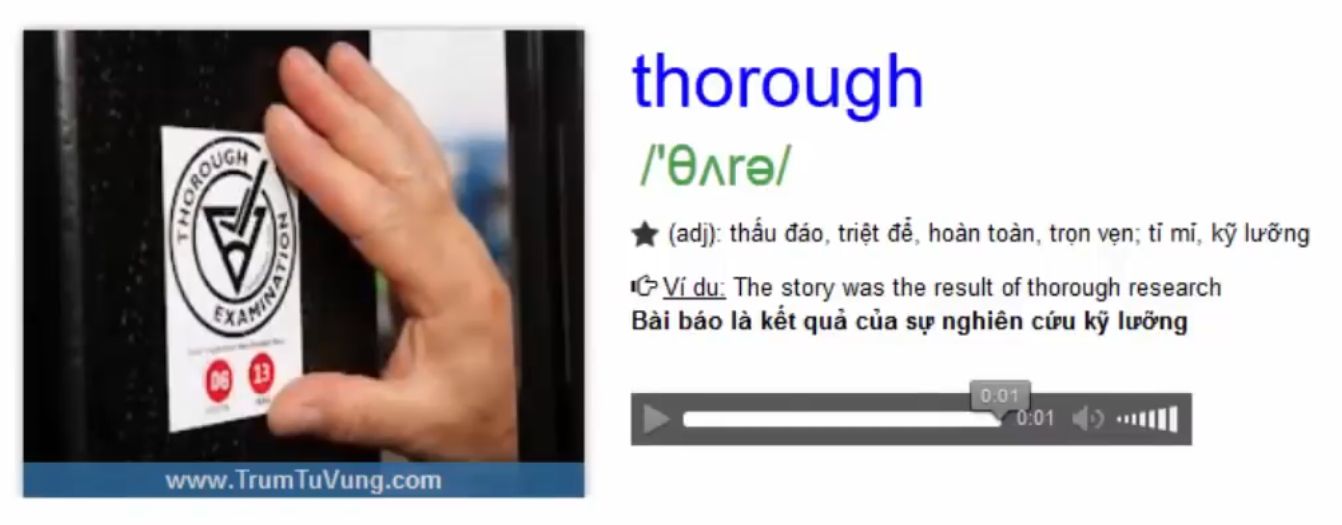 THOROUGH
EXAMINATION
06 13
www.TrumTuVung.com
thorough
/'θʌrə/
(adj): thấu đáo, triệt để, hoàn toàn, trọn vẹn; tỉ mỉ, kỹ lưỡng
Ví du: The story was the result of thorough research
Bài báo là kết quả của sự nghiên cứu kỹ lưỡng
0:01
0:01